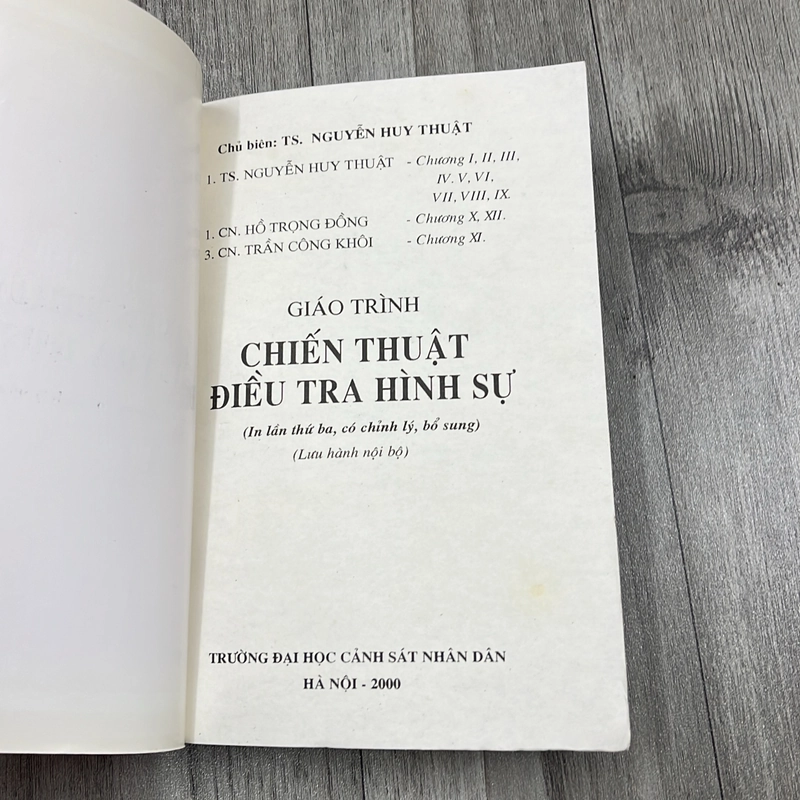 Chủ biên: TS. NGUYỄN HUY THUẬT
1. TS. NGUYỄN HUY THUẬT - Chương I, II, III,
IV. V, VI,
VII, VIII, IX.
1. CN. HỒ TRỌNG ĐỒNG - Chương X, XII.
3. CN. TRẦN CÔNG KHÔI - Chương XI.
GIÁO TRÌNH
CHIẾN THUẬT
ĐIỀU TRA HÌNH SỰ
(In lần thứ ba, có chỉnh lý, bổ sung)
(Lưu hành nội bộ)
TRƯỜNG ĐẠI HỌC CẢNH SÁT NHÂN DÂN
HÀ NỘI - 2000